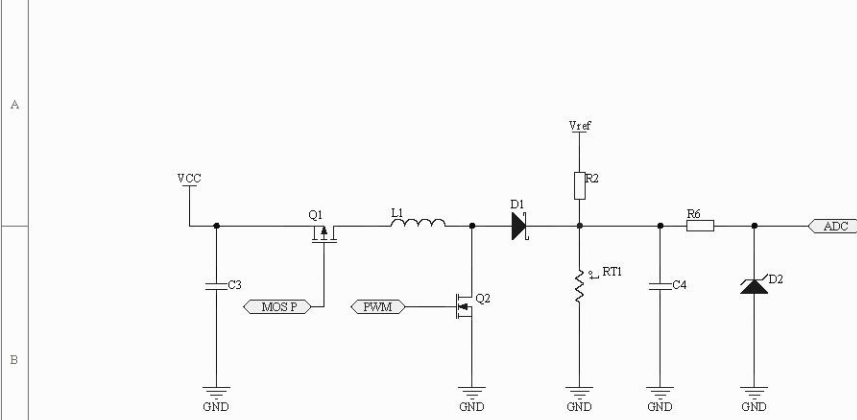 A
Vref
VCC
R2
Q1
L1
D1
R6
ADC
RT1
C3
C4
D2
MOS P
PWM
Q2
B
GND
GND
GND
GND
GND